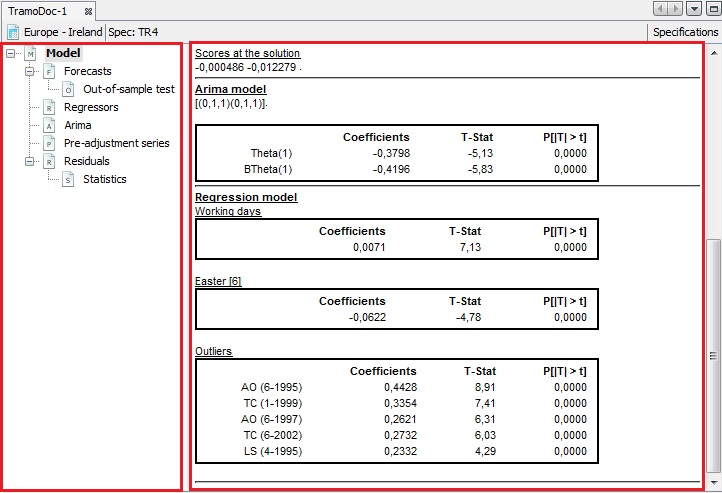 TramoDoc-1
Europe - Ireland Spec: TR4 Specifications
M Model
F Forecasts
O Out-of-sample test
R Regressors
A Arima
P Pre-adjustment series
R Residuals
S Statistics
Scores at the solution
-0,000486 -0,012279 .
Arima model
[(0,1,1)(0,1,1)].
Coefficients T-Stat P[|T| > t]
Theta(1) -0,3798 -5,13 0,0000
BTheta(1) -0,4196 -5,83 0,0000
Regression model
Working days
Coefficients T-Stat P[|T| > t]
0,0071 7,13 0,0000
Easter [6]
Coefficients T-Stat P[|T| > t]
-0,0622 -4,78 0,0000
Outliers
Coefficients T-Stat P[|T| > t]
AO (6-1995) 0,4428 8,91 0,0000
TC (1-1999) 0,3354 7,41 0,0000
AO (6-1997) 0,2621 6,31 0,0000
TC (6-2002) 0,2732 6,03 0,0000
LS (4-1995) 0,2332 4,29 0,0000